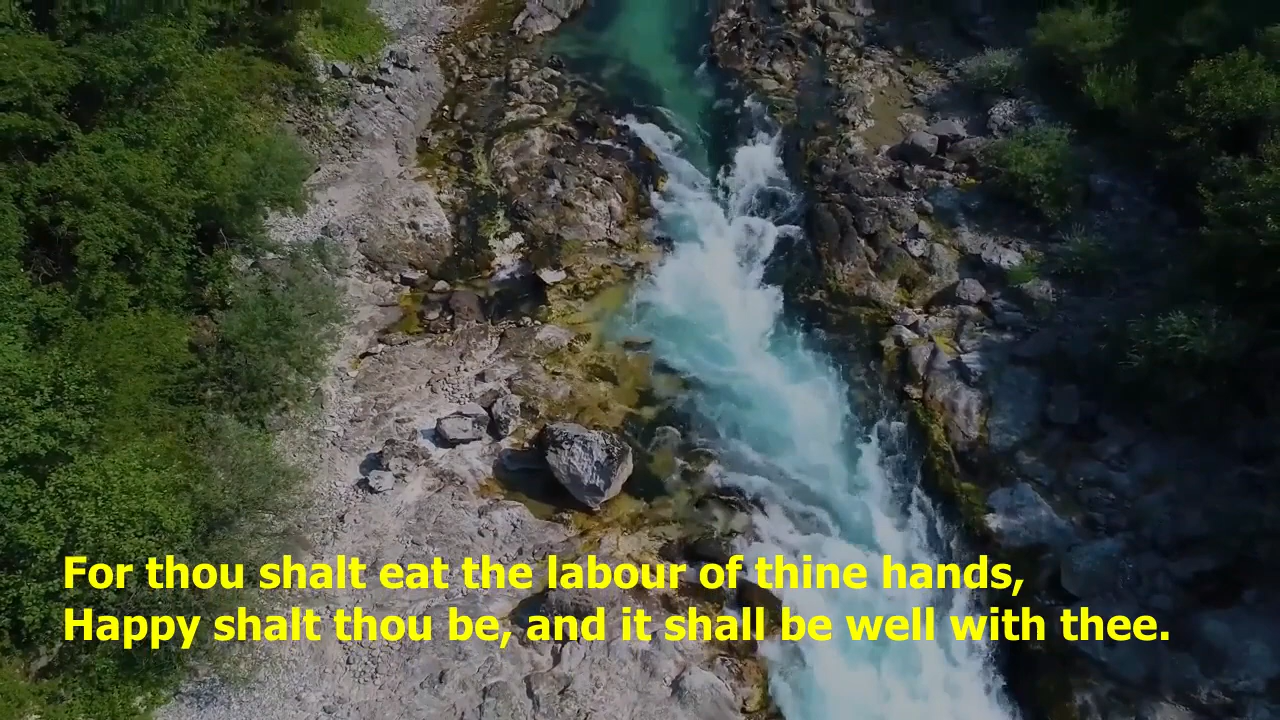 For thou shalt eat the labour of thine hands,
Happy shalt thou be, and it shall be well with thee.